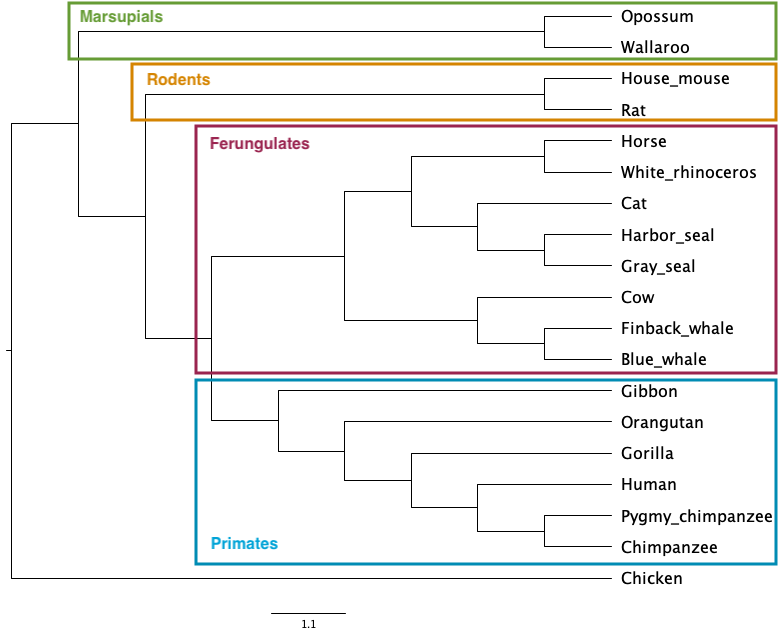 Marsupials
Opossum
Wallaroo
Rodents
House_mouse
Rat
Ferungulates
Horse
White_rhinoceros
Cat
Harbor_seal
Gray_seal
Cow
Finback_whale
Blue_whale
Gibbon
Orangutan
Gorilla
Human
Pygmy_chimpanzee
Primates
Chimpanzee
Chicken
1.1